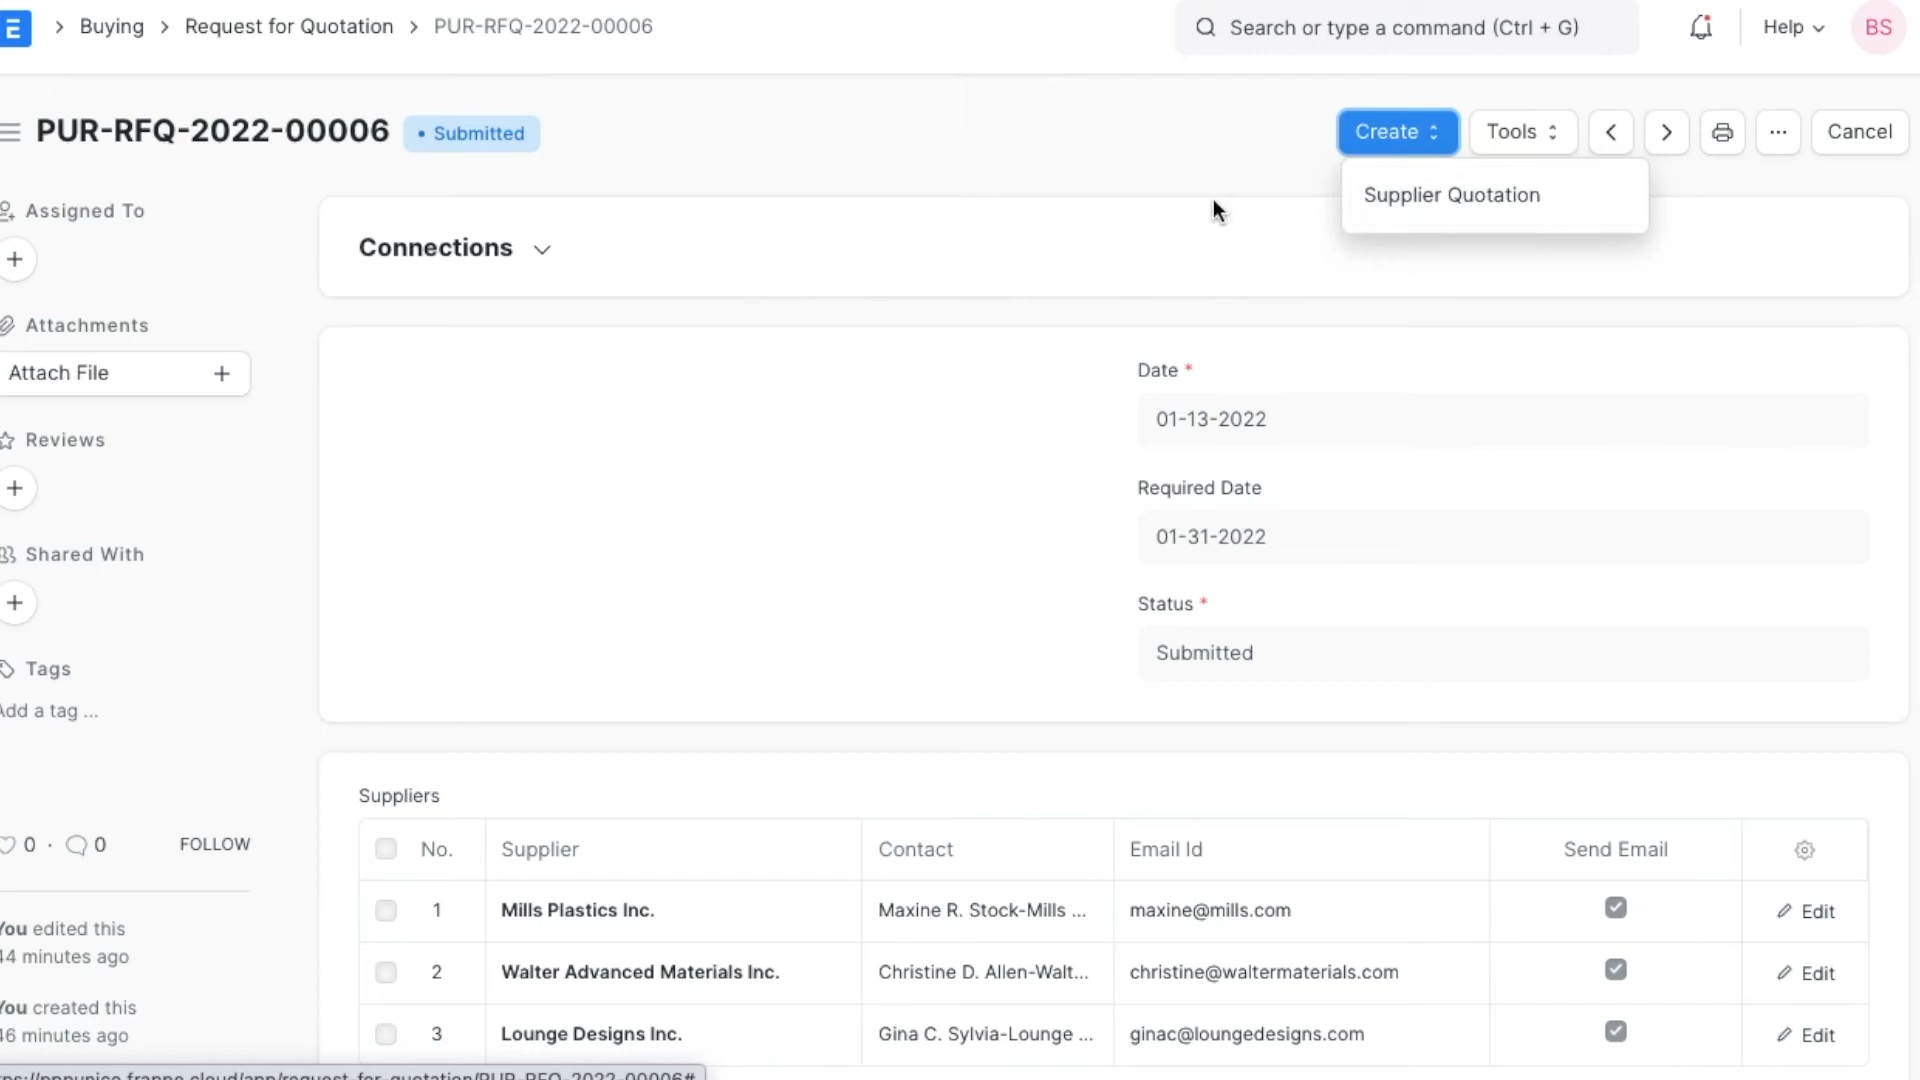 E > Buying > Request for Quotation > PUR-RFQ-2022-00006 Search or type a command (Ctrl + G) Help BS
PUR-RFQ-2022-00006 • Submitted Create Tools < > ... Cancel
Supplier Quotation
Assigned To
+
Connections
Attachments
Attach File +
Date *
01-13-2022
Reviews
+
Required Date
01-31-2022
Shared With
+
Status *
Submitted
Tags
Add a tag ...
Suppliers
0 · 0 FOLLOW
No. Supplier Contact Email Id Send Email
1 Mills Plastics Inc. Maxine R. Stock-Mills ... maxine@mills.com Edit
You edited this
44 minutes ago
2 Walter Advanced Materials Inc. Christine D. Allen-Walt... christine@waltermaterials.com Edit
You created this
46 minutes ago
3 Lounge Designs Inc. Gina C. Sylvia-Lounge ... ginac@loungedesigns.com Edit